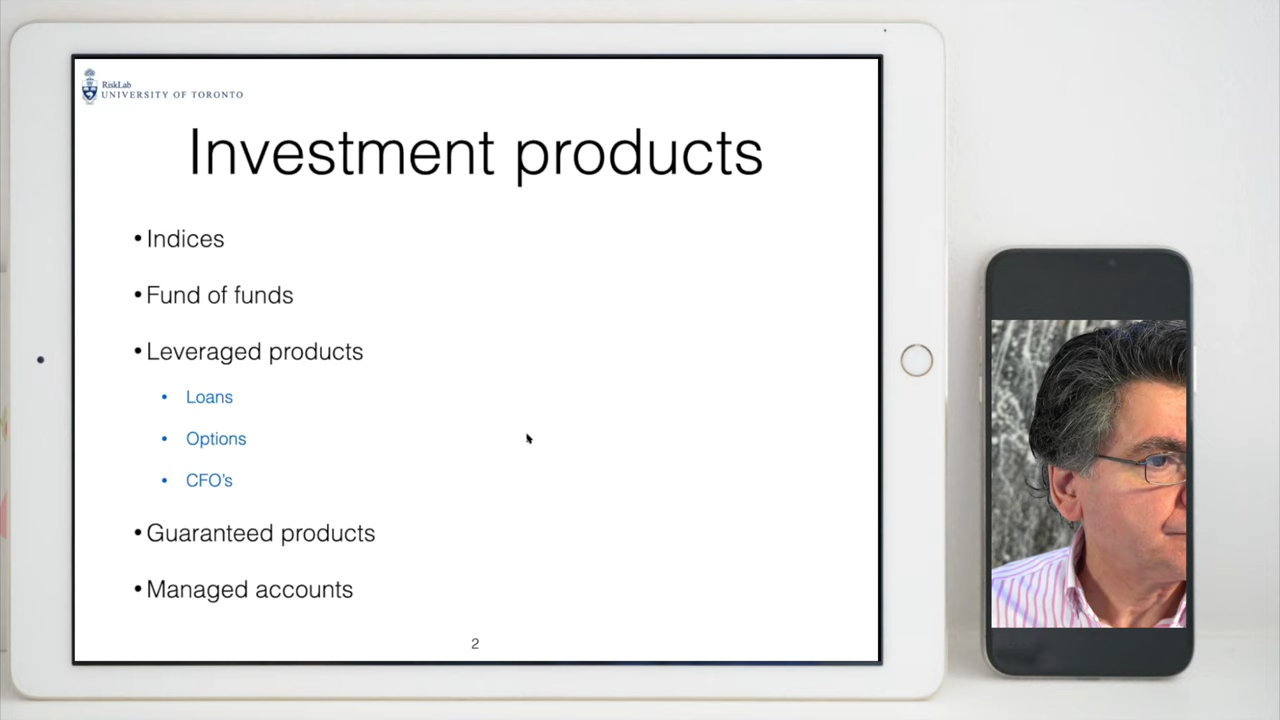 RiskLab
UNIVERSITY OF TORONTO
Investment products
• Indices
• Fund of funds
• Leveraged products
• Loans
• Options
• CFO's
• Guaranteed products
• Managed accounts
2